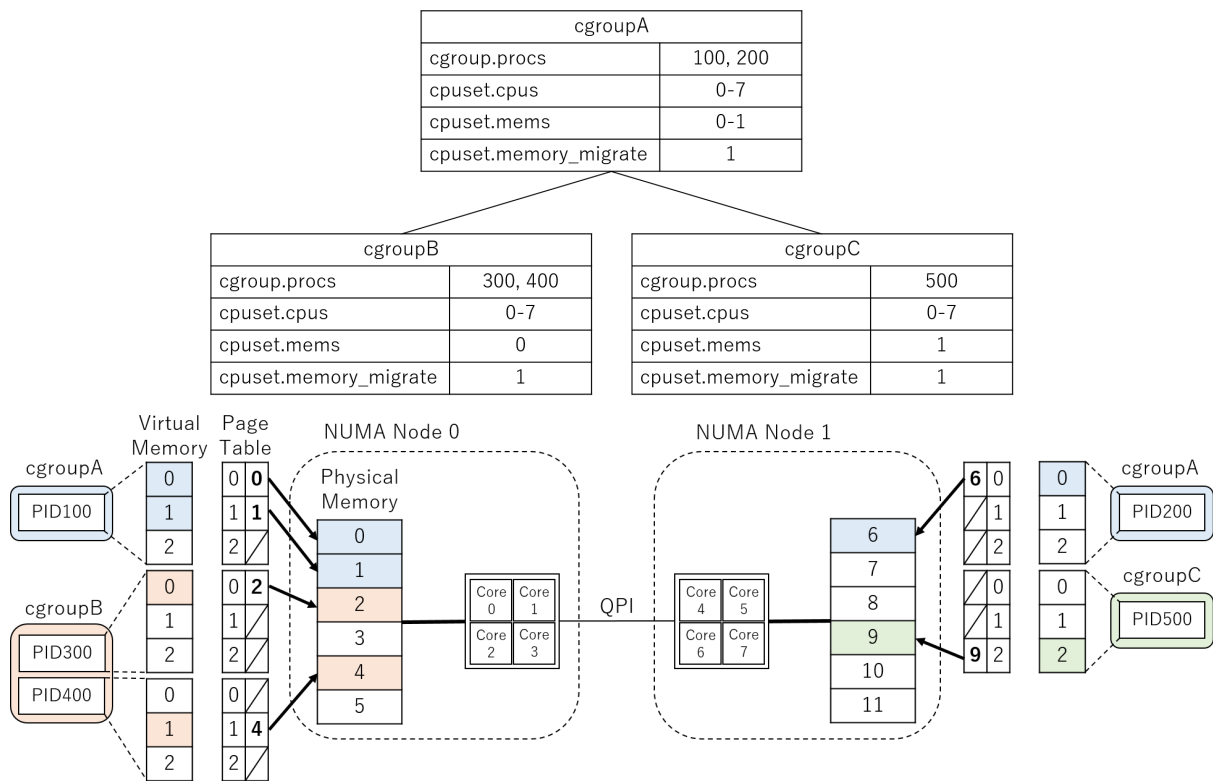 cgroupA
cgroup.procs 100, 200
cpuset.cpus 0-7
cpuset.mems 0-1
cpuset.memory_migrate 1
cgroupB
cgroup.procs 300, 400
cpuset.cpus 0-7
cpuset.mems 0
cpuset.memory_migrate 1
cgroupC
cgroup.procs 500
cpuset.cpus 0-7
cpuset.mems 1
cpuset.memory_migrate 1
Virtual
Memory
Page
Table
cgroupA
PID100
0
1
2
0 0
1 1
2
cgroupB
PID300
PID400
0
1
2
0 2
1
2
0
1
2
0
1 4
2
NUMA Node 0
Physical
Memory
0
1
2
3
4
5
Core
0
Core
1
Core
2
Core
3
QPI
NUMA Node 1
Core
4
Core
5
Core
6
Core
7
6
7
8
9
10
11
6 0
1
2
0
1
2
cgroupA
PID200
0
1
9 2
0
1
2
cgroupC
PID500